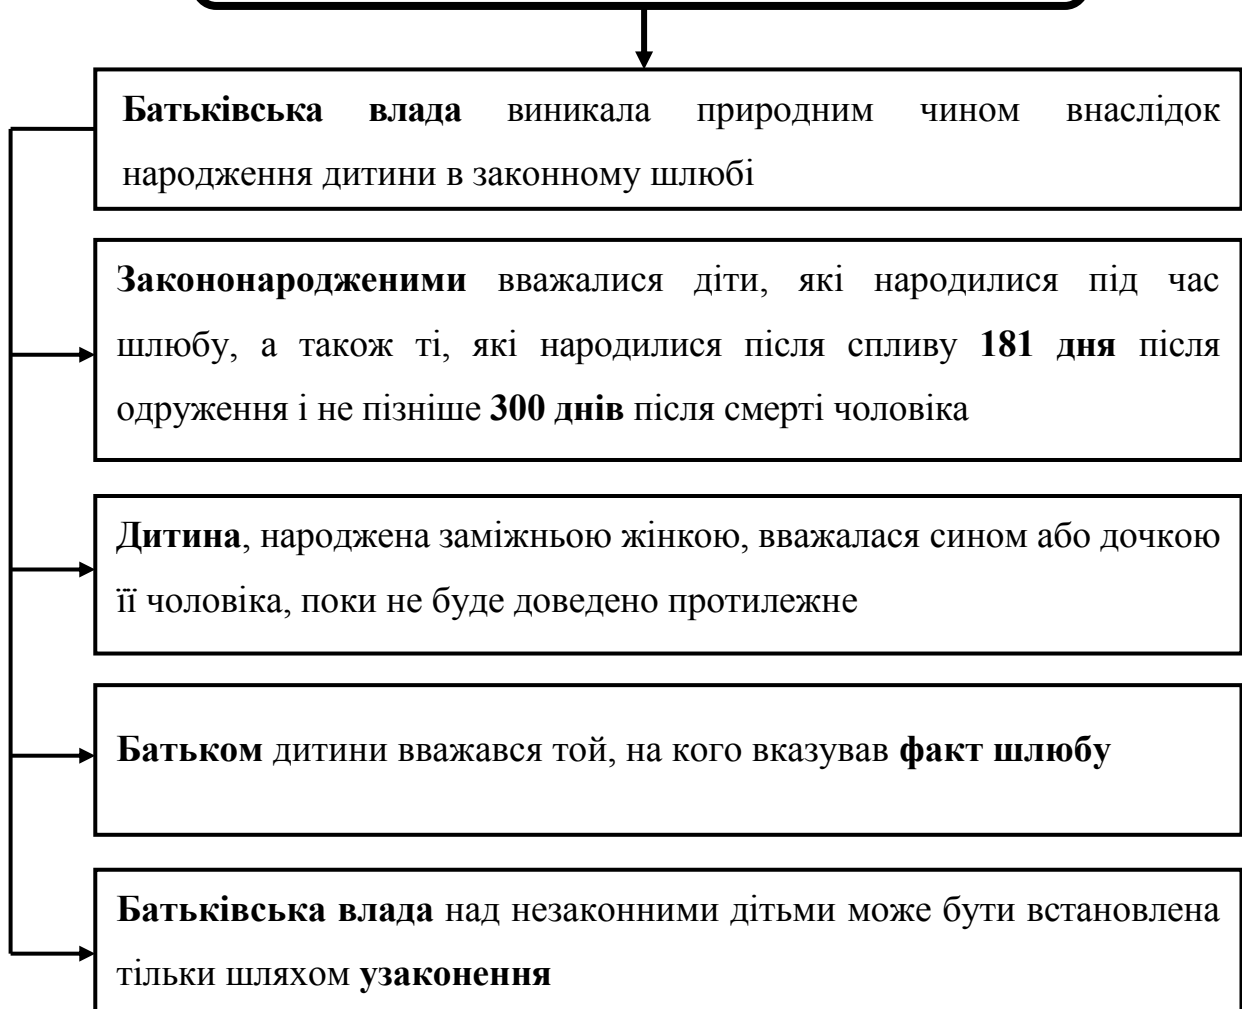 Батьківська влада виникала природним чином внаслідок
народження дитини в законному шлюбі
Закононародженими вважалися діти, які народилися під час
шлюбу, а також ті, які народилися після спливу 181 дня після
одруження і не пізніше 300 днів після смерті чоловіка
Дитина, народжена заміжньою жінкою, вважалася сином або дочкою
її чоловіка, поки не буде доведено протилежне
Батьком дитини вважався той, на кого вказував факт шлюбу
Батьківська влада над незаконними дітьми може бути встановлена
тільки шляхом узаконення